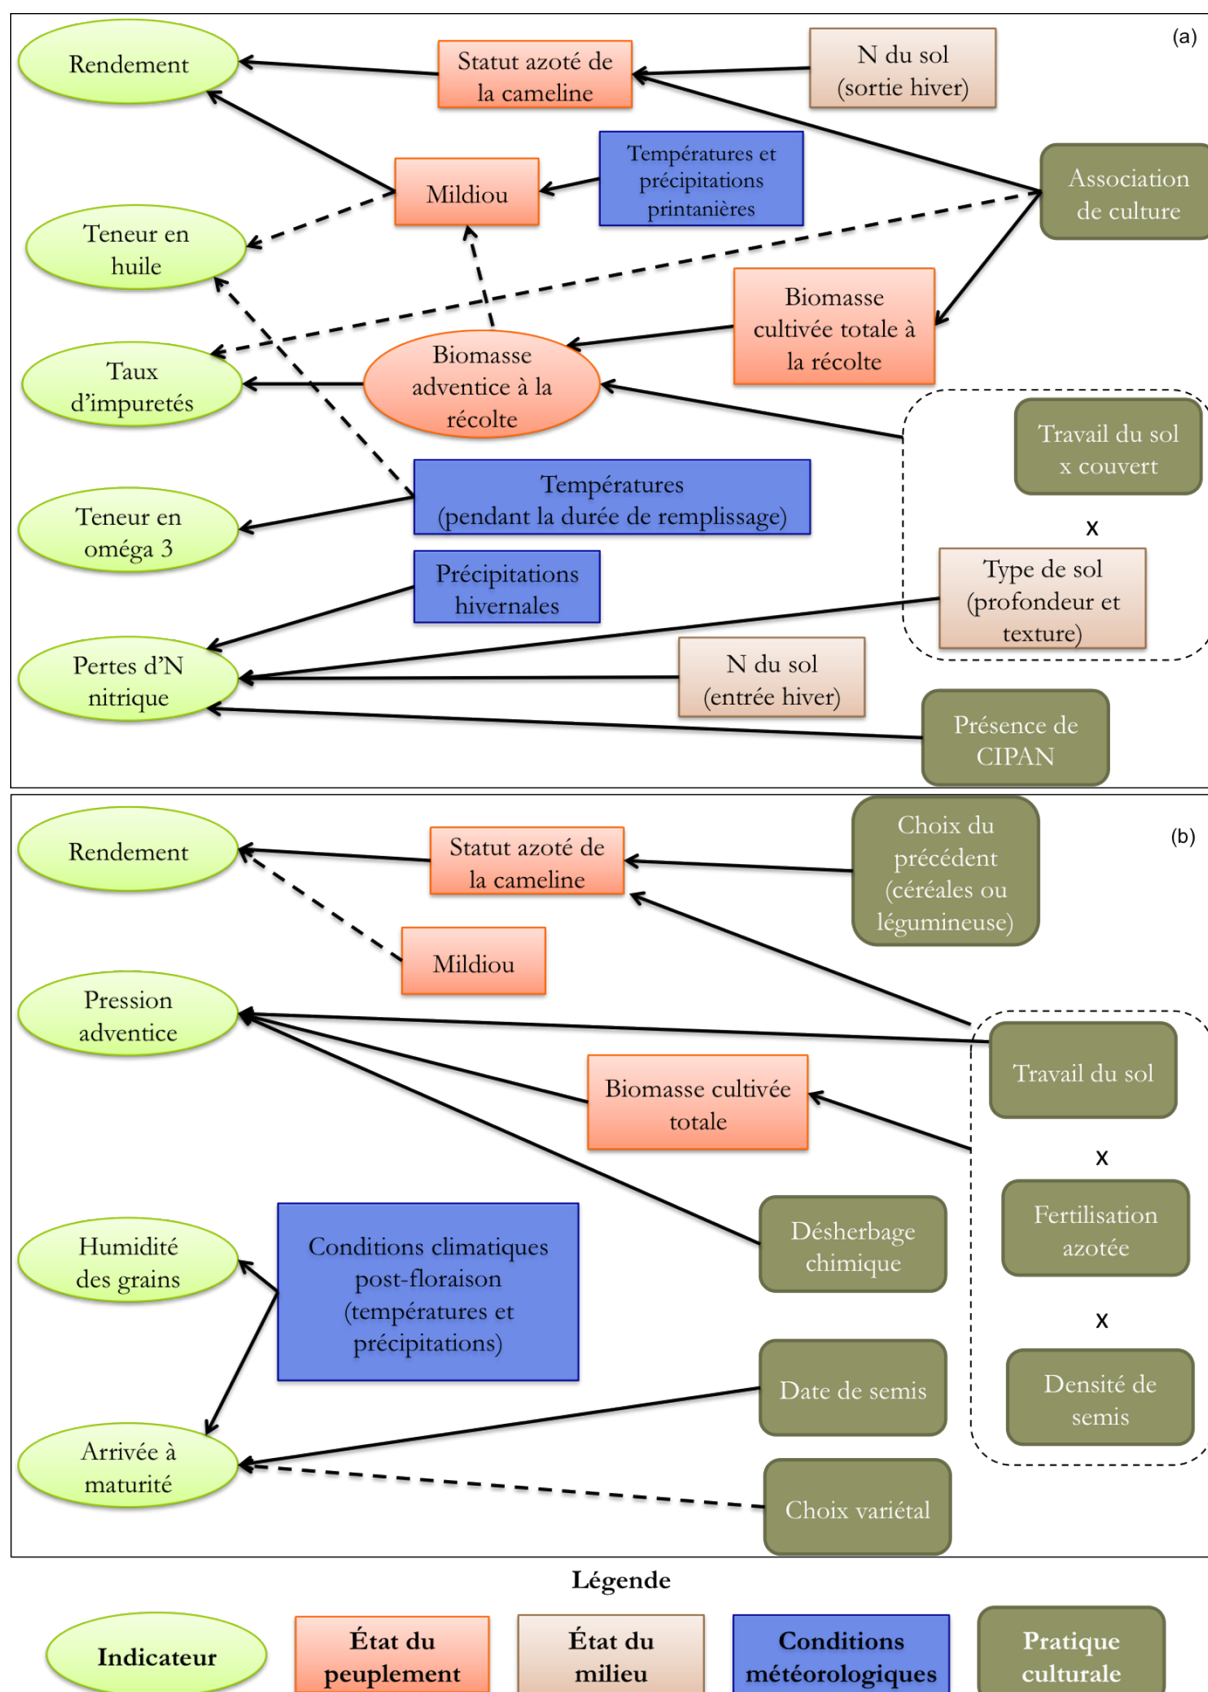 (a)
Rendement
Statut azoté de
la cameline
N du sol
(sortie hiver)
Mildiou
Températures et
précipitations
printanières
Association
de culture
Teneur en
huile
Biomasse
cultivée totale à
la récolte
Taux
d'impuretés
Biomasse
adventice à la
récolte
Travail du sol
x couvert
x
Teneur en
oméga 3
Températures
(pendant la durée de remplissage)
Type de sol
(profondeur et
texture)
Précipitations
hivernales
Pertes d'N
nitrique
N du sol
(entrée hiver)
Présence de
CIPAN
(b)
Rendement
Statut azoté de
la cameline
Choix du
précédent
(céréales ou
légumineuse)
Mildiou
Pression
adventice
Travail du sol
Biomasse cultivée
totale
x
Fertilisation
azotée
x
Densité de
semis
Désherbage
chimique
Humidité
des grains
Conditions climatiques
post-floraison
(températures et
précipitations)
Date de semis
Arrivée à
maturité
Choix variétal
Légende
Indicateur
État du
peuplement
État du
milieu
Conditions
météorologiques
Pratique
culturale